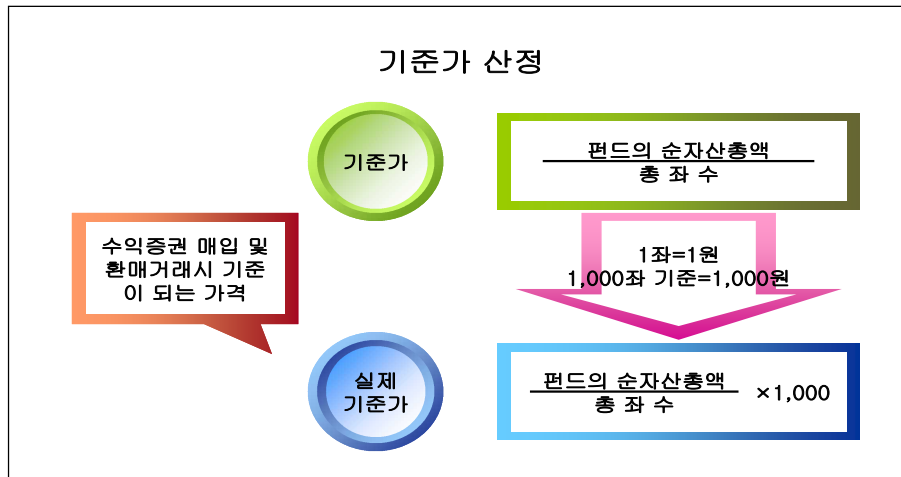 기준가 산정
기준가
펀드의 순자산총액
총 좌 수
수익증권 매입 및
환매거래시 기준
이 되는 가격
1좌=1원
1,000좌 기준=1,000원
실제
기준가
펀드의 순자산총액
총 좌 수
×1,000